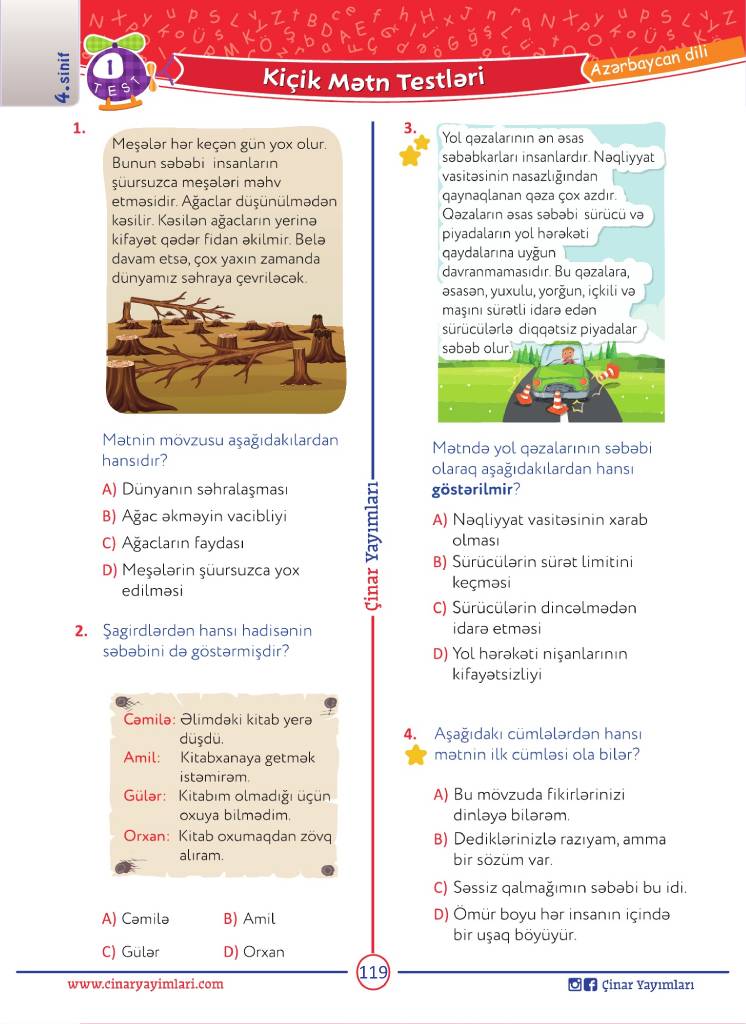 4.sinif
1
TEST
Kiçik Mətn Testləri
Azərbaycan dili
1.
Meşələr hər keçən gün yox olur.
Bunun səbəbi insanların
şüursuzca meşələri məhv
etməsidir. Ağaclar düşünülmədən
kəsilir. Kəsilən ağacların yerinə
kifayət qədər fidan əkilmir. Belə
davam etsə, çox yaxın zamanda
dünyamız səhraya çevriləcək.
Mətnin mövzusu aşağıdakılardan
hansıdır?
A) Dünyanın səhralaşması
B) Ağac əkməyin vacibliyi
C) Ağacların faydası
D) Meşələrin şüursuzca yox
edilməsi
2. Şagirdlərdən hansı hadisənin
səbəbini də göstərmişdir?
Cəmilə: Əlimdəki kitab yerə
düşdü.
Amil: Kitabxanaya getmək
istəmirəm.
Gülər: Kitabım olmadığı üçün
oxuya bilmədim.
Orxan: Kitab oxumaqdan zövq
alıram.
A) Cəmilə B) Amil
C) Gülər D) Orxan
Çinar Yayımları
3.
Yol qəzalarının ən əsas
səbəbkarları insanlardır. Nəqliyyat
vasitəsinin nasazlığından
qaynaqlanan qəza çox azdır.
Qəzaların əsas səbəbi sürücü və
piyadaların yol hərəkəti
qaydalarına uyğun
davranmamasıdır. Bu qəzalara,
əsasən, yuxulu, yorğun, içkili və
maşını sürətli idarə edən
sürücülərlə diqqətsiz piyadalar
səbəb olur.
Mətndə yol qəzalarının səbəbi
olaraq aşağıdakılardan hansı
göstərilmir?
A) Nəqliyyat vasitəsinin xarab
olması
B) Sürücülərin sürət limitini
keçməsi
C) Sürücülərin dincəlmədən
idarə etməsi
D) Yol hərəkəti nişanlarının
kifayətsizliyi
4. Aşağıdakı cümlələrdən hansı
mətnin ilk cümləsi ola bilər?
A) Bu mövzuda fikirlərinizi
dinləyə bilərəm.
B) Dediklərinizlə razıyam, amma
bir sözüm var.
C) Səssiz qalmağımın səbəbi bu idi.
D) Ömür boyu hər insanın içində
bir uşaq böyüyür.
www.cinaryayimlari.com
119
Çinar Yayımları